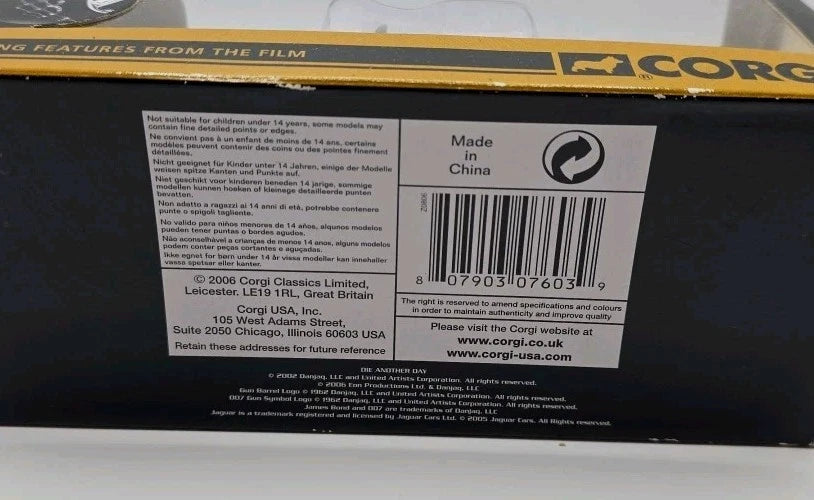 NG FEATURES FROM THE FILM
® CORG
Not suitable for children under 14 years, some models may
contain fine detailed points or edges.
Ne convient pas à un enfant de moins de 14 ans, certains
modèles peuvent contenir des coins ou des pointes finement
détaillées.
Nicht geeignet für Kinder unter 14 Jahren, einige der Modelle
weisen spitze Kanten und Punkte auf.
Niet geschikt voor kinderen beneden 14 jarige, sommige
modellen kunnen hoeken of kleinege detailleerde punten
bevatten.
Non adatto a ragazzi ai 14 anni di età, potrebbe contenere
punte o spigoli tagliente.
No valido para niños menores de 14 años, algunos modelos
pueden tener puntas o bordes agudos.
Não aconselhável a crianças de menos 14 anos, alguns modelos
podem conter peças cortantes e aguçadas.
Ikke egnet for børn under 14 år visse modeller kan inneholler
vasse spetser eller kanter.
© 2006 Corgi Classics Limited,
Leicester. LE19 1RL, Great Britain
Corgi USA, Inc.
105 West Adams Street,
Suite 2050 Chicago, Illinois 60603 USA
Retain these addresses for future reference
Made
in
China
Z0806
8 07903 07603 9
The right is reserved to amend specifications and colours
in order to maintain authenticity and improve quality
Please visit the Corgi website at
www.corgi.co.uk
www.corgi-usa.com
DIE ANOTHER DAY
© 2002 Danjaq, LLC and United Artists Corporation. All rights reserved.
© 2006 Eon Productions Ltd. & Danjaq, LLC
Gun Barrel Logo © 1962 Danjaq, LLC and United Artists Corporation. All rights reserved.
007 Gun Symbol Logo © 1962 Danjaq, LLC and United Artists Corporation. All rights reserved.
James Bond and 007 are trademarks of Danjaq, LLC
Jaguar is a trademark registered and licensed by Jaguar Cars Ltd. © 2005 Jaguar Cars. All Rights reserved.